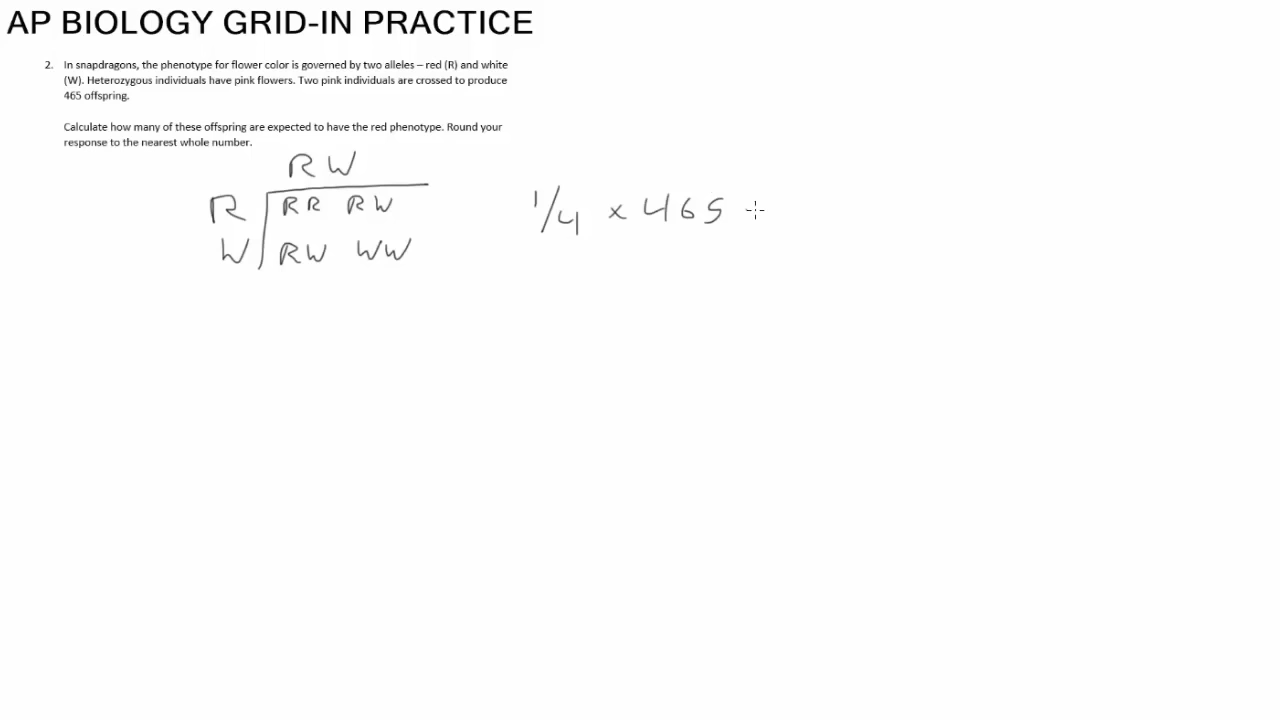 AP BIOLOGY GRID-IN PRACTICE
2. In snapdragons, the phenotype for flower color is governed by two alleles – red (R) and white
(W). Heterozygous individuals have pink flowers. Two pink individuals are crossed to produce
465 offspring.
Calculate how many of these offspring are expected to have the red phenotype. Round your
response to the nearest whole number.
R W
R RR RW
W RW WW
1/4 x 465